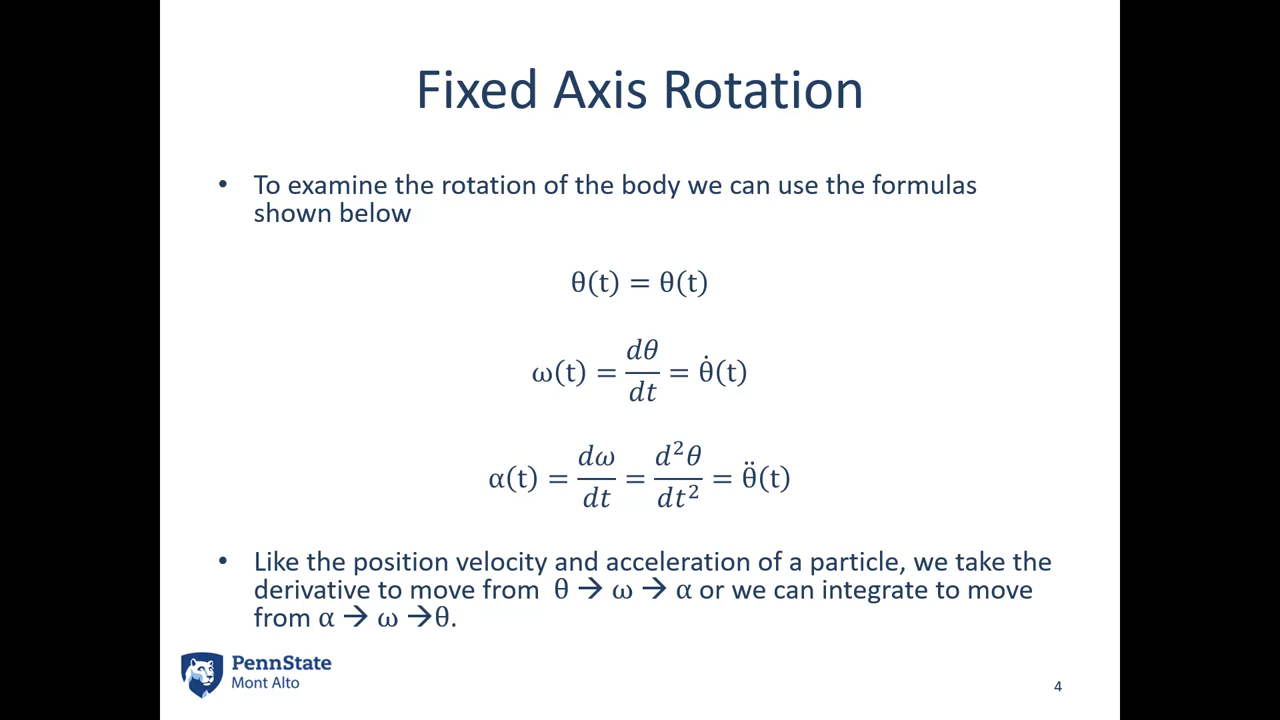 Fixed Axis Rotation
• To examine the rotation of the body we can use the formulas
shown below
θ(t) = θ(t)
ω(t) = dθ/dt = θ̇(t)
α(t) = dω/dt = d²θ/dt² = θ̈(t)
• Like the position velocity and acceleration of a particle, we take the
derivative to move from θ → ω → α or we can integrate to move
from α → ω →θ.
PennState
Mont Alto
4